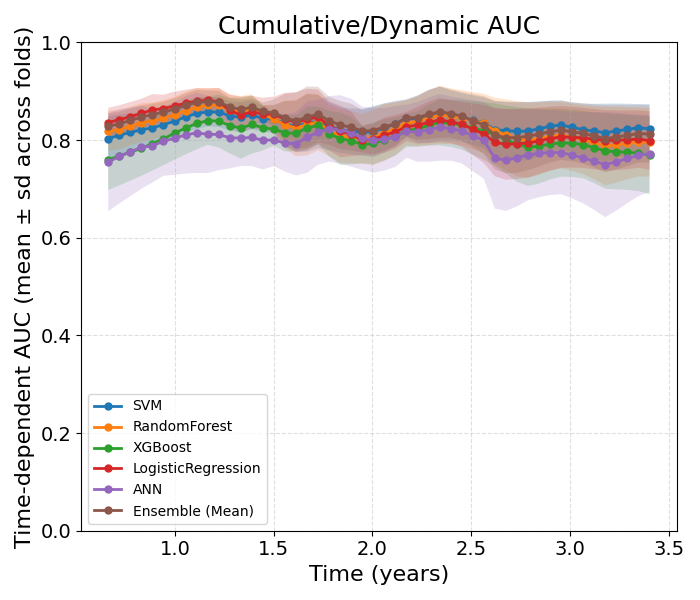 Cumulative/Dynamic AUC
Time-dependent AUC (mean ± sd across folds)
1.0
0.8
0.6
0.4
0.2
0.0
SVM
RandomForest
XGBoost
LogisticRegression
ANN
Ensemble (Mean)
1.0 1.5 2.0 2.5 3.0 3.5
Time (years)